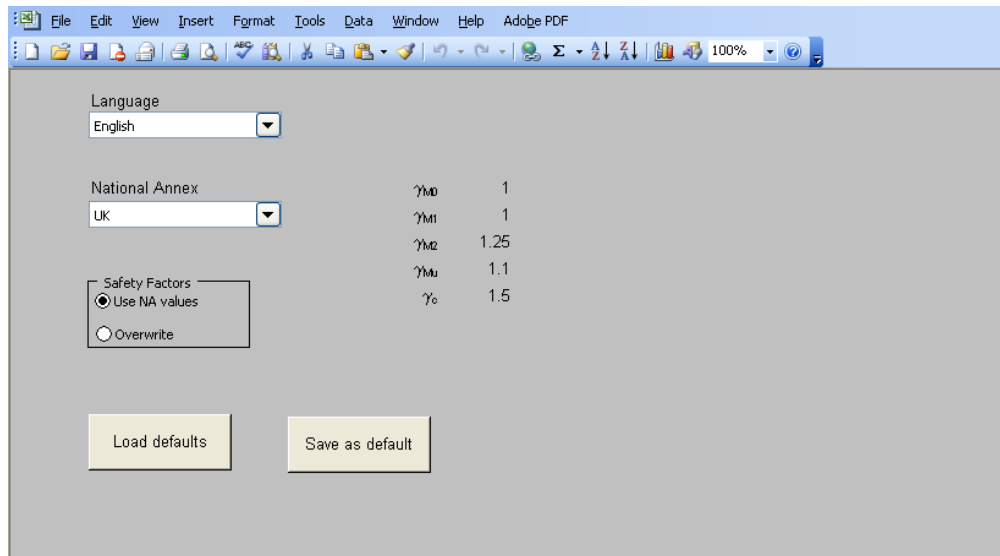 File Edit View Insert Format Tools Data Window Help Adobe PDF
ABC Σ A Z Z A 100%
Language
English
National Annex
UK
γM0 1
γM1 1
γM2 1.25
γMu 1.1
γc 1.5
Safety Factors
Use NA values
Overwrite
Load defaults
Save as default